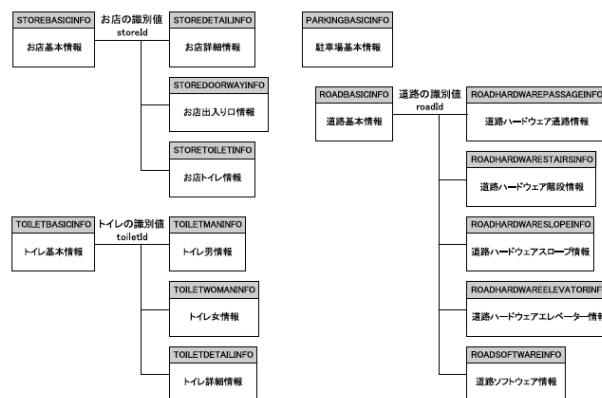 STOREBASICINFO
お店基本情報
お店の識別値
storeId
STOREDETAILINFO
お店詳細情報
STOREDOORWAYINFO
お店出入り口情報
STORETOILETINFO
お店トイレ情報
TOILETBASICINFO
トイレ基本情報
トイレの識別値
toiletId
TOILETMANINFO
トイレ男情報
TOILETWOMANINFO
トイレ女情報
TOILETDETAILINFO
トイレ詳細情報
PARKINGBASICINFO
駐車場基本情報
ROADBASICINFO
道路基本情報
道路の識別値
roadId
ROADHARDWAREPASSAGEINFO
道路ハードウェア通路情報
ROADHARDWARESTAIRSINFO
道路ハードウェア階段情報
ROADHARDWARESLOPEINFO
道路ハードウェアスロープ情報
ROADHARDWAREELEVATORINF
道路ハードウェアエレベーター情報
ROADSOFTWAREINFO
道路ソフトウェア情報